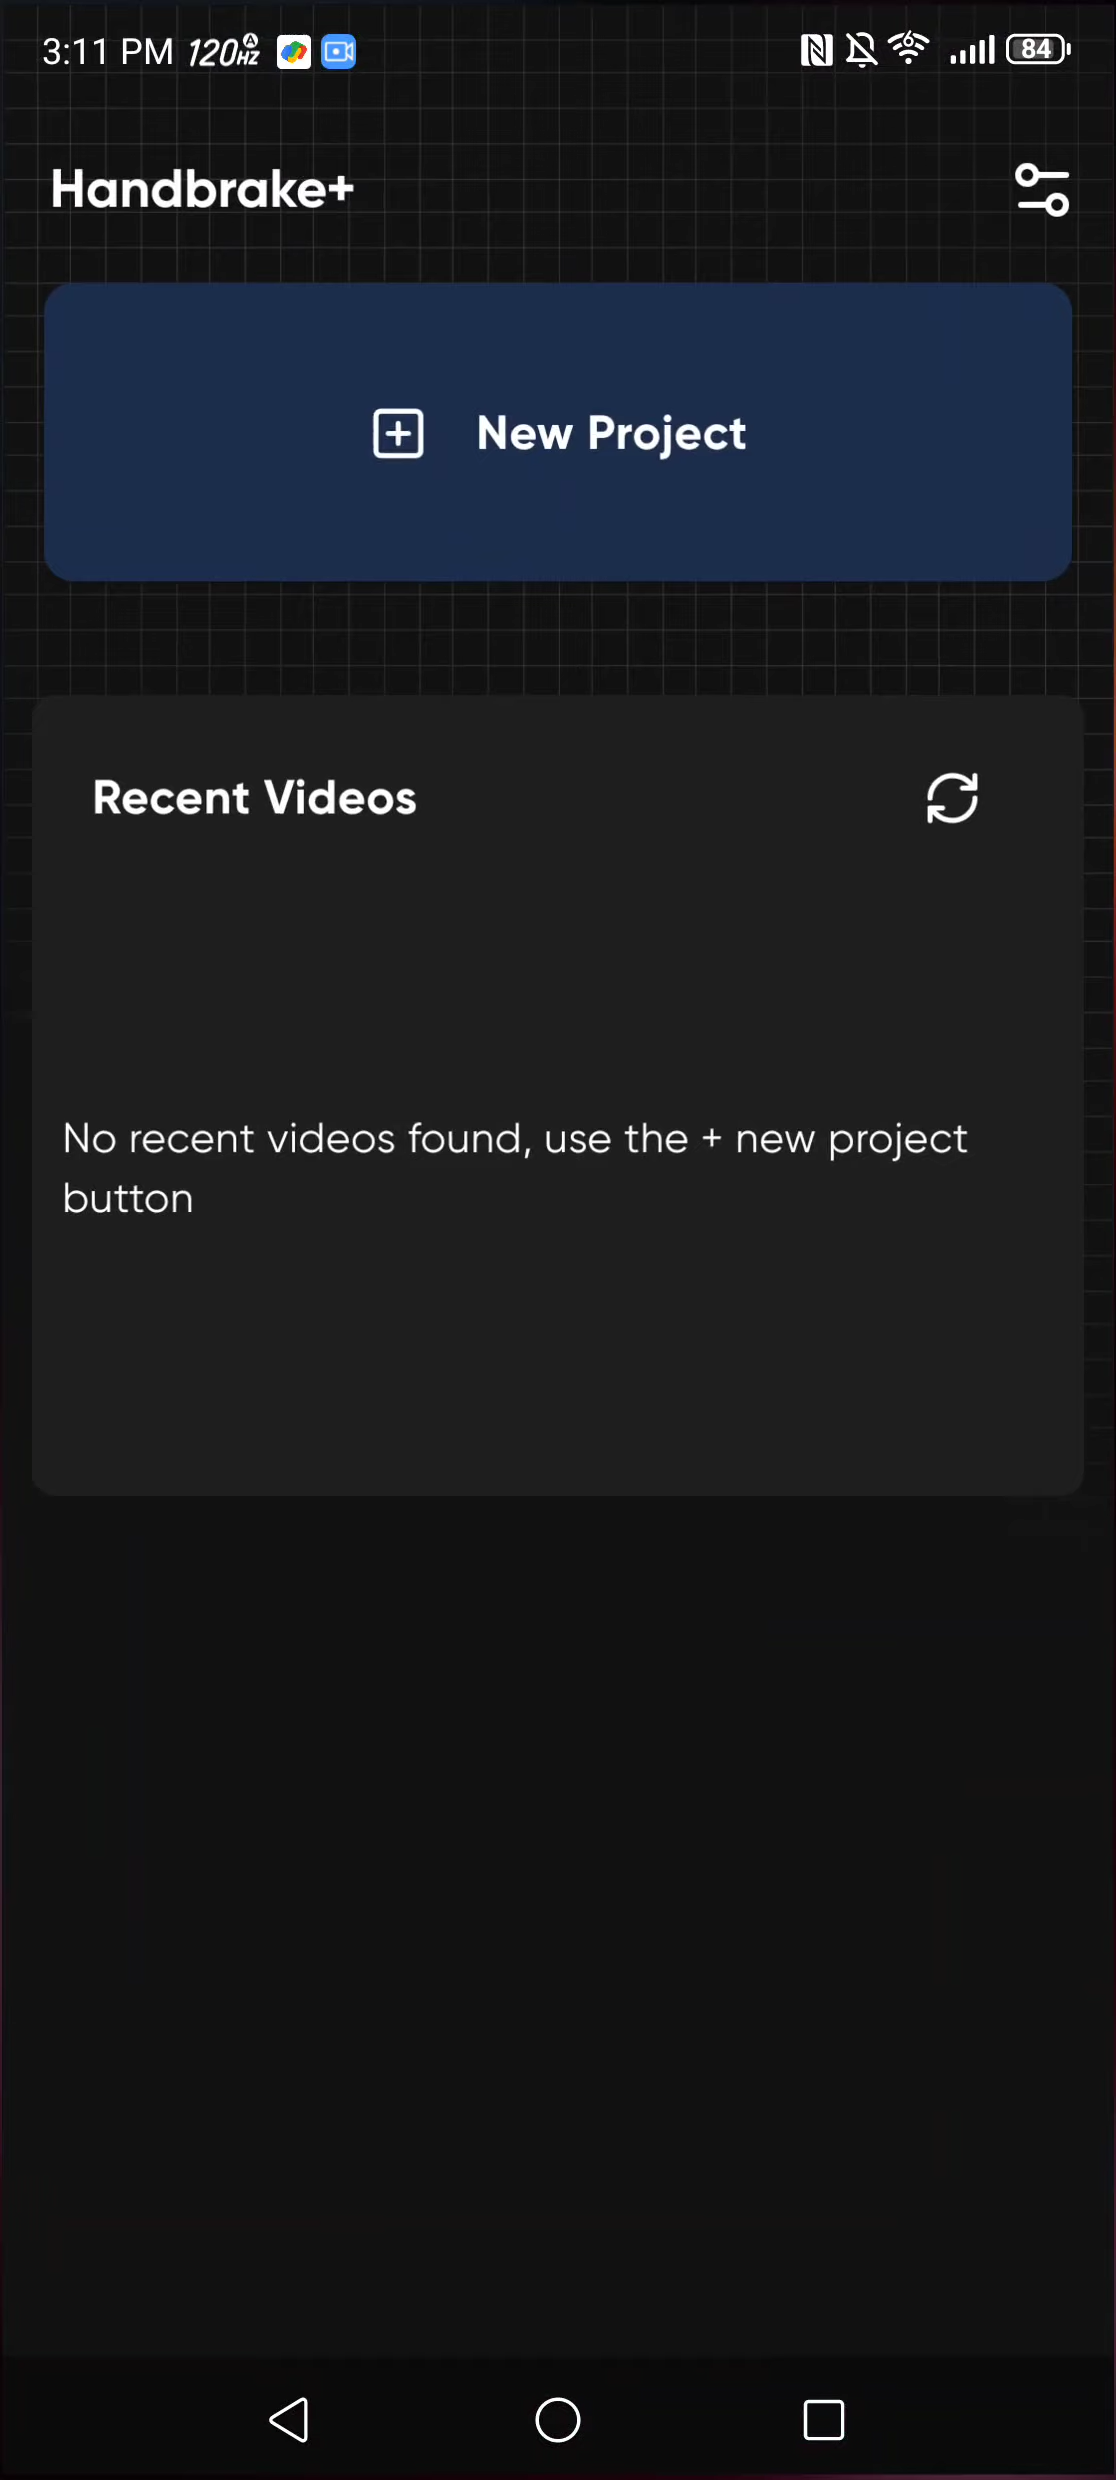 3:11 PM 120HZ A 6 84
Handbrake+
New Project
Recent Videos
No recent videos found, use the + new project
button